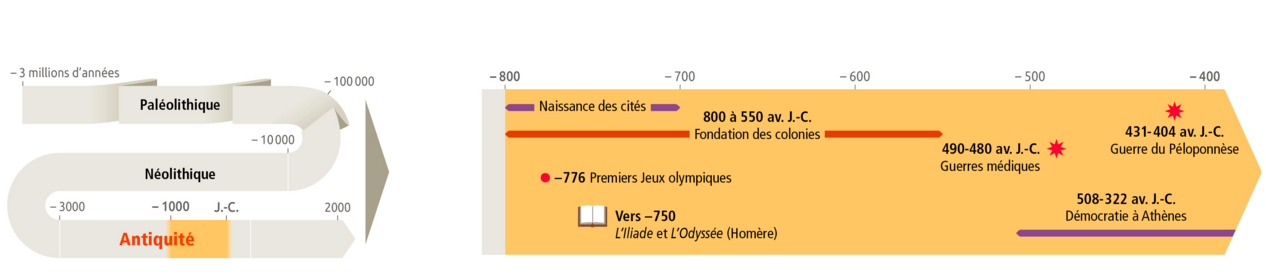 – 3 millions d'années
– 100 000
Paléolithique
– 10 000
Néolithique
– 3000
– 1000
J.-C.
2000
Antiquité
– 800
– 700
– 600
– 500
– 400
Naissance des cités
800 à 550 av. J.-C.
Fondation des colonies
431-404 av. J.-C.
Guerre du Péloponnèse
490-480 av. J.-C.
Guerres médiques
–776 Premiers Jeux olympiques
508-322 av. J.-C.
Démocratie à Athènes
Vers –750
L'Iliade et L'Odyssée (Homère)